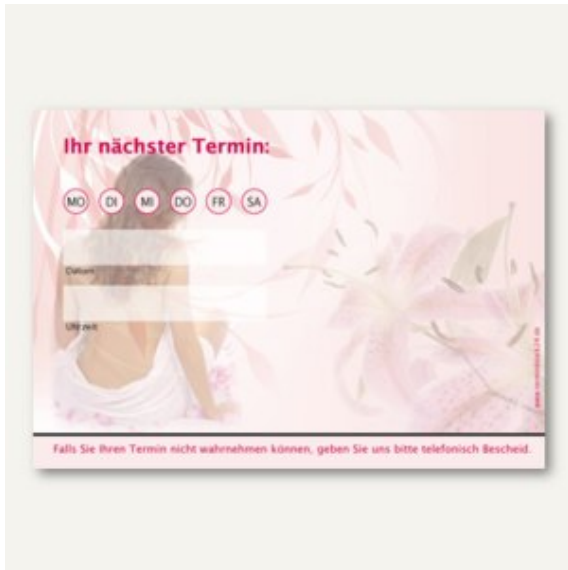 Ihr nächster Termin:
MO DI MI DO FR SA
Datum
Uhrzeit
Falls Sie Ihren Termin nicht wahrnehmen können, geben Sie uns bitte telefonisch Bescheid.